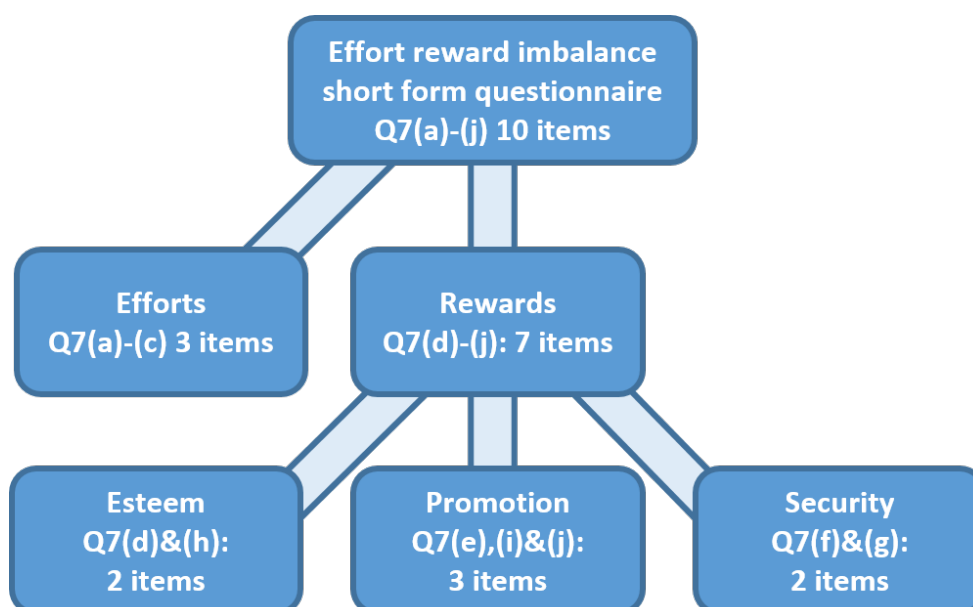 Effort reward imbalance
short form questionnaire
Q7(a)-(j) 10 items
Efforts
Q7(a)-(c) 3 items
Rewards
Q7(d)-(j): 7 items
Esteem
Q7(d)&(h):
2 items
Promotion
Q7(e),(i)&(j):
3 items
Security
Q7(f)&(g):
2 items